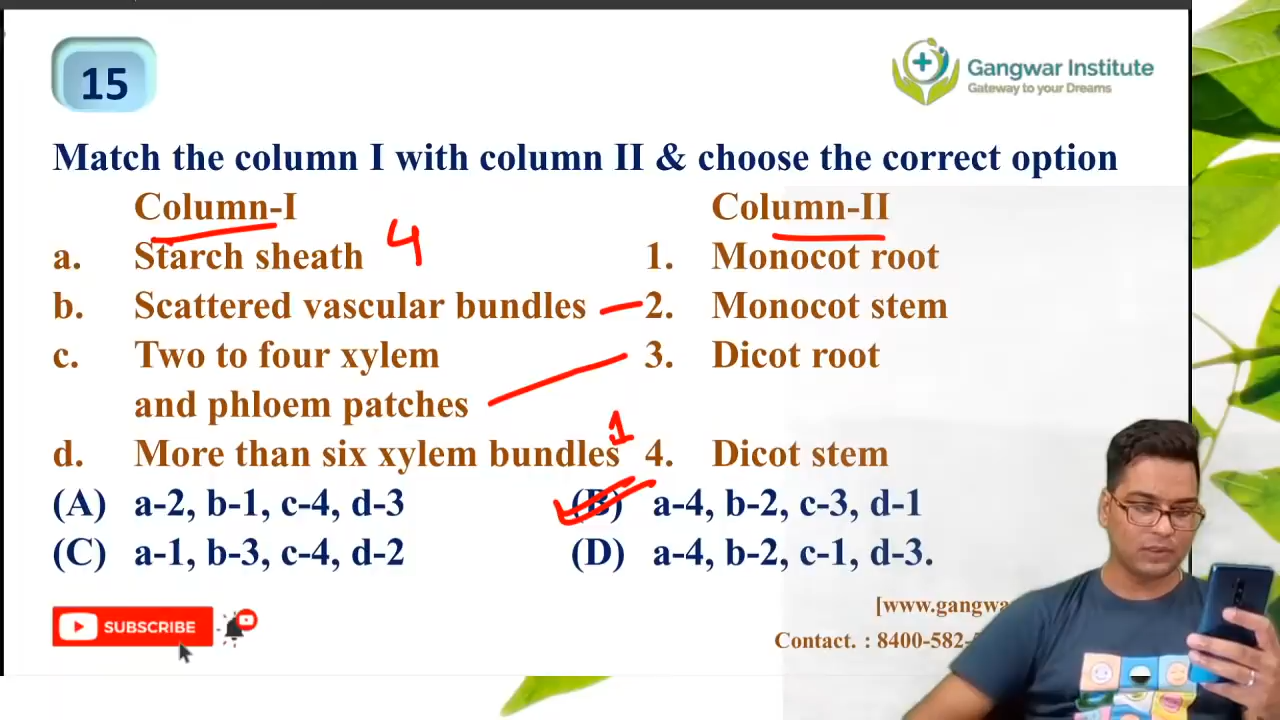 15
Gangwar Institute
Gateway to your Dreams
Match the column I with column II & choose the correct option
Column-I Column-II
a. Starch sheath 4 1. Monocot root
b. Scattered vascular bundles 2. Monocot stem
c. Two to four xylem 3. Dicot root
and phloem patches
d. More than six xylem bundles 1 4. Dicot stem
(A) a-2, b-1, c-4, d-3 (B) a-4, b-2, c-3, d-1
(C) a-1, b-3, c-4, d-2 (D) a-4, b-2, c-1, d-3.
SUBSCRIBE
Contact. : 8400-582-